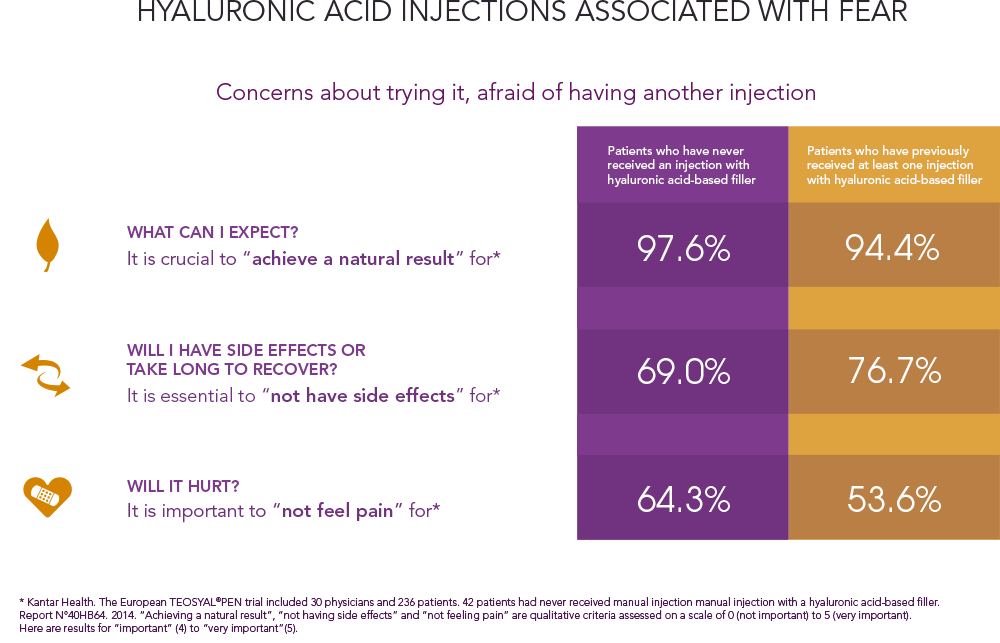 HYALURONIC ACID INJECTIONS ASSOCIATED WITH FEAR
Concerns about trying it, afraid of having another injection
Patients who have never
received an injection with
hyaluronic acid-based filler
Patients who have previously
received at least one injection
with hyaluronic acid-based filler
WHAT CAN I EXPECT?
It is crucial to “achieve a natural result” for*
97.6%
94.4%
WILL I HAVE SIDE EFFECTS OR
TAKE LONG TO RECOVER?
It is essential to “not have side effects” for*
69.0%
76.7%
WILL IT HURT?
It is important to “not feel pain” for*
64.3%
53.6%
* Kantar Health. The European TEOSYAL®PEN trial included 30 physicians and 236 patients. 42 patients had never received manual injection manual injection with a hyaluronic acid-based filler.
Report N°40HB64. 2014. “Achieving a natural result”, “not having side effects” and “not feeling pain” are qualitative criteria assessed on a scale of 0 (not important) to 5 (very important).
Here are results for “important” (4) to “very important”(5).